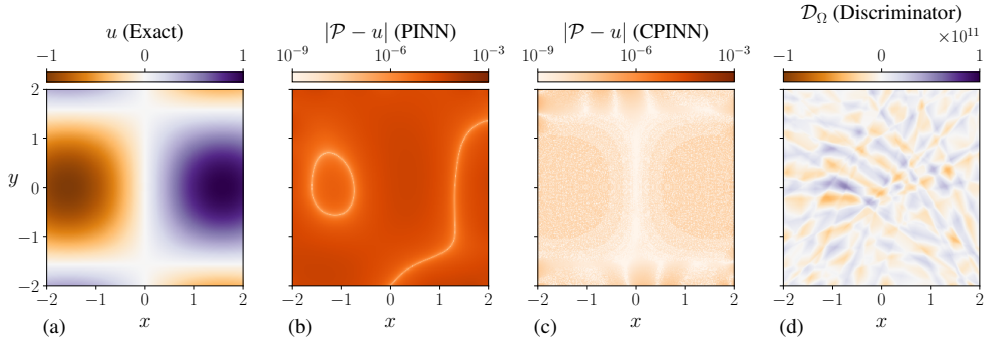 u (Exact)
−1 0 1
2
1
0
−1
−2
y
−2 −1 0 1 2
(a) x
|𝒫 − u| (PINN)
10⁻⁹ 10⁻⁶ 10⁻³
−2 −1 0 1 2
(b) x
|𝒫 − u| (CPINN)
10⁻⁹ 10⁻⁶ 10⁻³
−2 −1 0 1 2
(c) x
𝒟_Ω (Discriminator)
×10¹¹
−1 0 1
−2 −1 0 1 2
(d) x